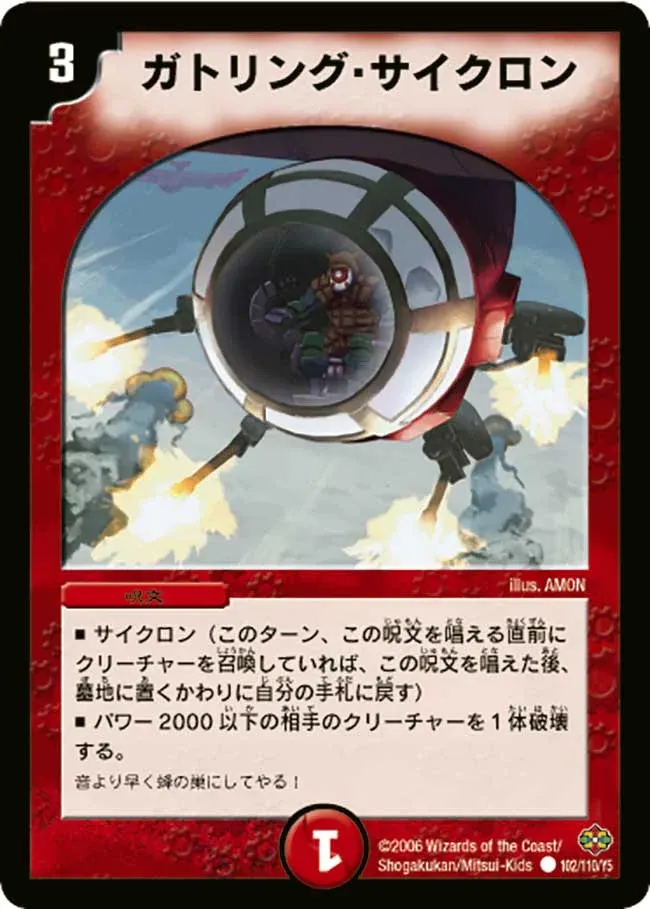 3
ガトリング・サイクロン
illus. AMON
呪文
■ サイクロン（このターン、この呪文を唱える直前に
クリーチャーを召喚していれば、この呪文を唱えた後、
墓地に置くかわりに自分の手札に戻す）
■ パワー2000以下の相手のクリーチャーを1体破壊
する。
音より早く蜂の巣にしてやる！
1
©2006 Wizards of the Coast/
Shogakukan/Mitsui-Kids
102/110/Y5